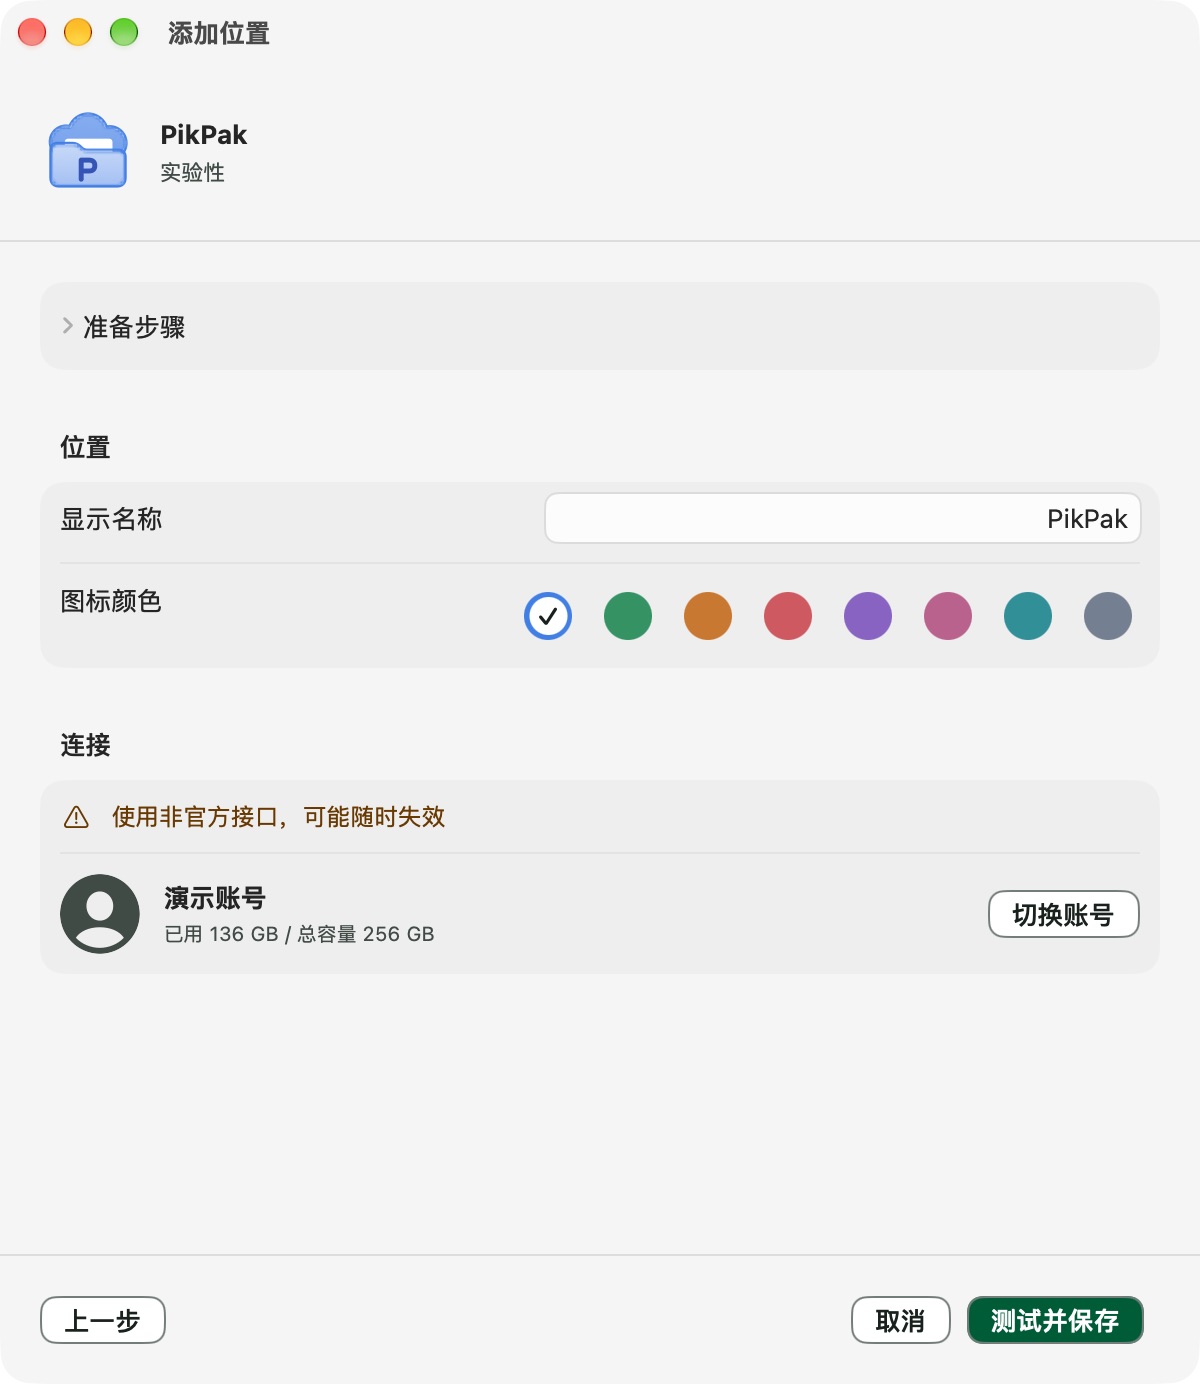 添加位置
PikPak
实验性
P
准备步骤
位置
显示名称
PikPak
图标颜色
连接
使用非官方接口，可能随时失效
演示账号
已用 136 GB / 总容量 256 GB
切换账号
上一步
取消
测试并保存